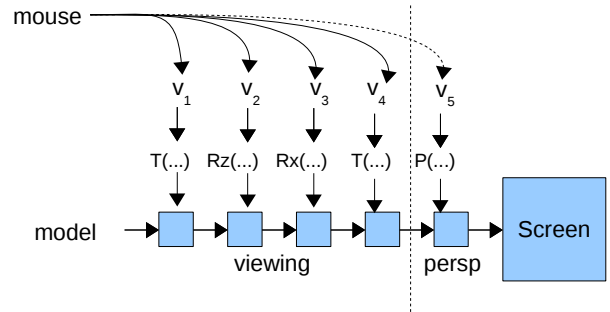 mouse
v₁ v₂ v₃ v₄ v₅
T(...) Rz(...) Rx(...) T(...) P(...)
model
Screen
viewing persp